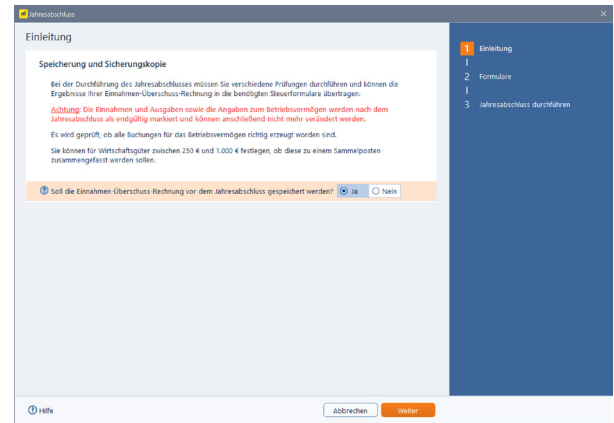 Jahresabschluss
Einleitung
Speicherung und Sicherungskopie
Bei der Durchführung des Jahresabschlusses müssen Sie verschiedene Prüfungen durchführen und können die
Ergebnisse Ihrer Einnahmen-Überschuss-Rechnung in die benötigten Steuerformulare übertragen.
Achtung: Die Einnahmen und Ausgaben sowie die Angaben zum Betriebsvermögen werden nach dem
Jahresabschluss als endgültig markiert und können anschließend nicht mehr verändert werden.
Es wird geprüft, ob alle Buchungen für das Betriebsvermögen richtig erzeugt worden sind.
Sie können für Wirtschaftsgüter zwischen 250 € und 1.000 € festlegen, ob diese zu einem Sammelposten
zusammengefasst werden sollen.
Soll die Einnahmen-Überschuss-Rechnung vor dem Jahresabschluss gespeichert werden? Ja Nein
1 Einleitung
2 Formulare
3 Jahresabschluss durchführen
Hilfe
Abbrechen
Weiter